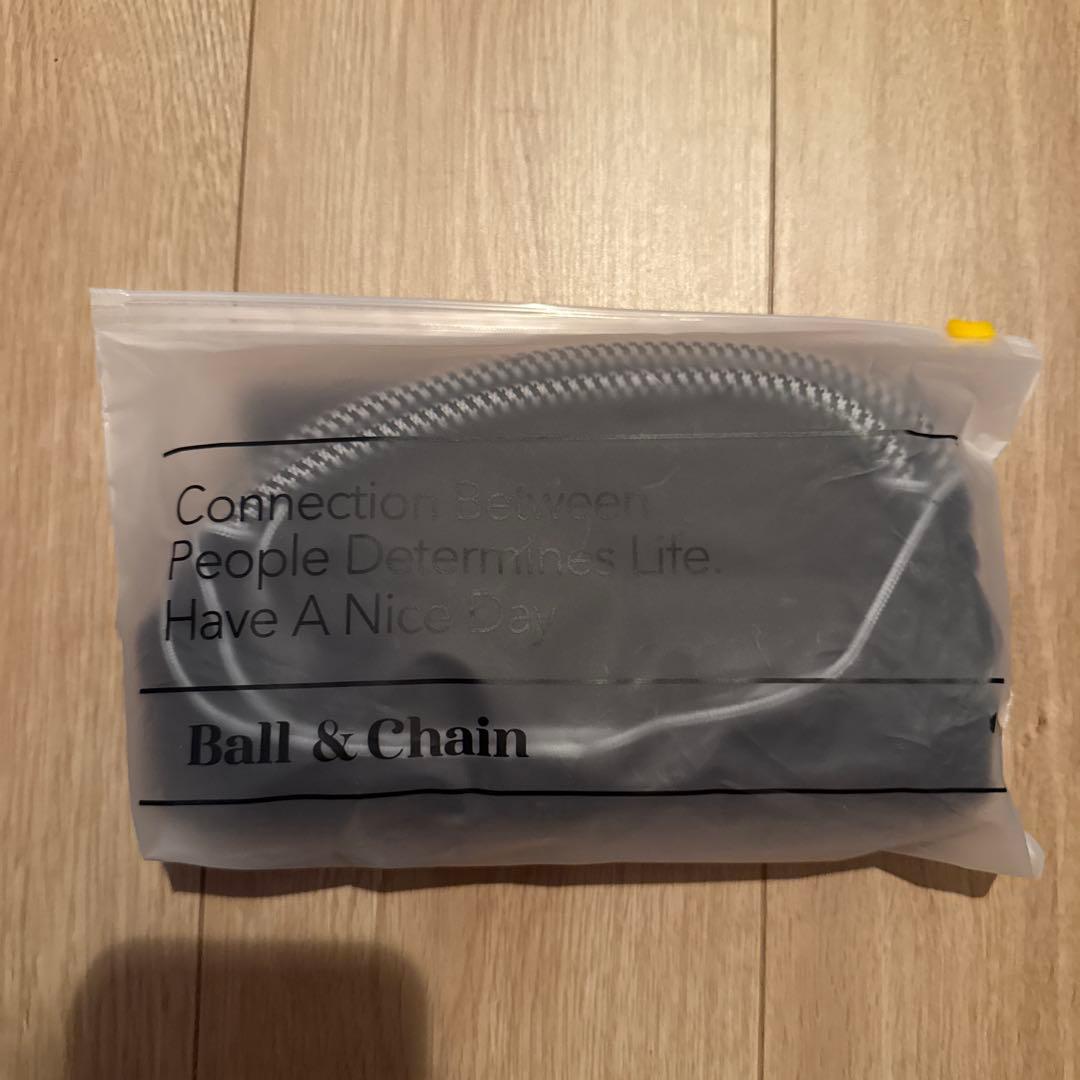 Connection Between
People Determines Life.
Have A Nice Day
Ball & Chain